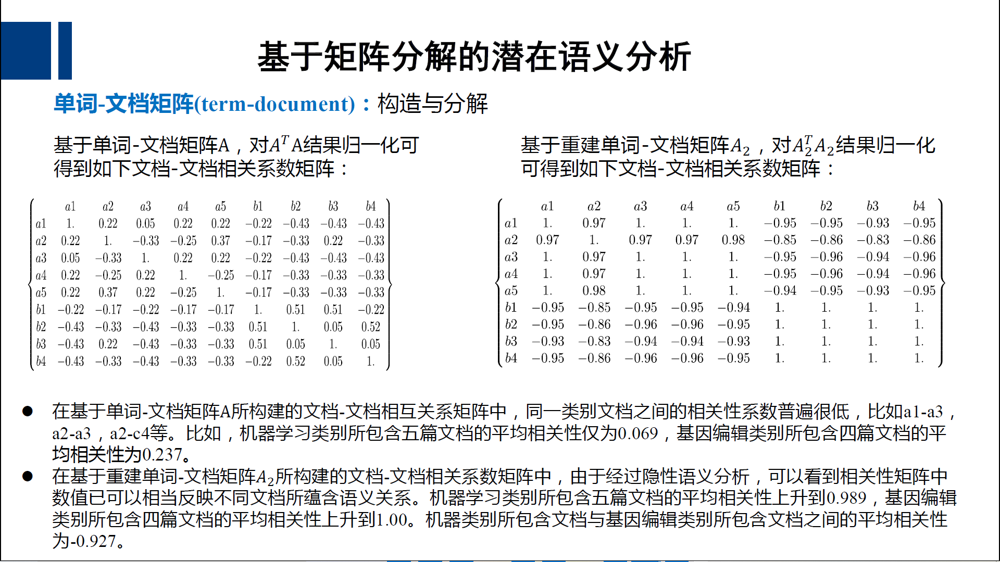 基于矩阵分解的潜在语义分析
单词-文档矩阵(term-document)：构造与分解
基于单词-文档矩阵A，对A^T A结果归一化可
得到如下文档-文档相关系数矩阵：
a1 a2 a3 a4 a5 b1 b2 b3 b4
a1 1. 0.22 0.05 0.22 0.22 −0.22 −0.43 −0.43 −0.43
a2 0.22 1. −0.33 −0.25 0.37 −0.17 −0.33 0.22 −0.33
a3 0.05 −0.33 1. 0.22 0.22 −0.22 −0.43 −0.43 −0.43
a4 0.22 −0.25 0.22 1. −0.25 −0.17 −0.33 −0.33 −0.33
a5 0.22 0.37 0.22 −0.25 1. −0.17 −0.33 −0.33 −0.33
b1 −0.22 −0.17 −0.22 −0.17 −0.17 1. 0.51 0.51 −0.22
b2 −0.43 −0.33 −0.43 −0.33 −0.33 0.51 1. 0.05 0.52
b3 −0.43 0.22 −0.43 −0.33 −0.33 0.51 0.05 1. 0.05
b4 −0.43 −0.33 −0.43 −0.33 −0.33 −0.22 0.52 0.05 1.
基于重建单词-文档矩阵A₂，对A₂^T A₂结果归一化
可得到如下文档-文档相关系数矩阵：
a1 a2 a3 a4 a5 b1 b2 b3 b4
a1 1. 0.97 1. 1. 1. −0.95 −0.95 −0.93 −0.95
a2 0.97 1. 0.97 0.97 0.98 −0.85 −0.86 −0.83 −0.86
a3 1. 0.97 1. 1. 1. −0.95 −0.96 −0.94 −0.96
a4 1. 0.97 1. 1. 1. −0.95 −0.96 −0.94 −0.96
a5 1. 0.98 1. 1. 1. −0.94 −0.95 −0.93 −0.95
b1 −0.95 −0.85 −0.95 −0.95 −0.94 1. 1. 1. 1.
b2 −0.95 −0.86 −0.96 −0.96 −0.95 1. 1. 1. 1.
b3 −0.93 −0.83 −0.94 −0.94 −0.93 1. 1. 1. 1.
b4 −0.95 −0.86 −0.96 −0.96 −0.95 1. 1. 1. 1.
● 在基于单词-文档矩阵A所构建的文档-文档相互关系矩阵中，同一类别文档之间的相关性系数普遍很低，比如a1-a3，
a2-a3，a2-c4等。比如，机器学习类别所包含五篇文档的平均相关性仅为0.069，基因编辑类别所包含四篇文档的平
均相关性为0.237。
● 在基于重建单词-文档矩阵A₂所构建的文档-文档相关系数矩阵中，由于经过隐性语义分析，可以看到相关性矩阵中
数值已可以相当反映不同文档所蕴含语义关系。机器学习类别所包含五篇文档的平均相关性上升到0.989，基因编辑
类别所包含四篇文档的平均相关性上升到1.00。机器类别所包含文档与基因编辑类别所包含文档之间的平均相关性
为-0.927。